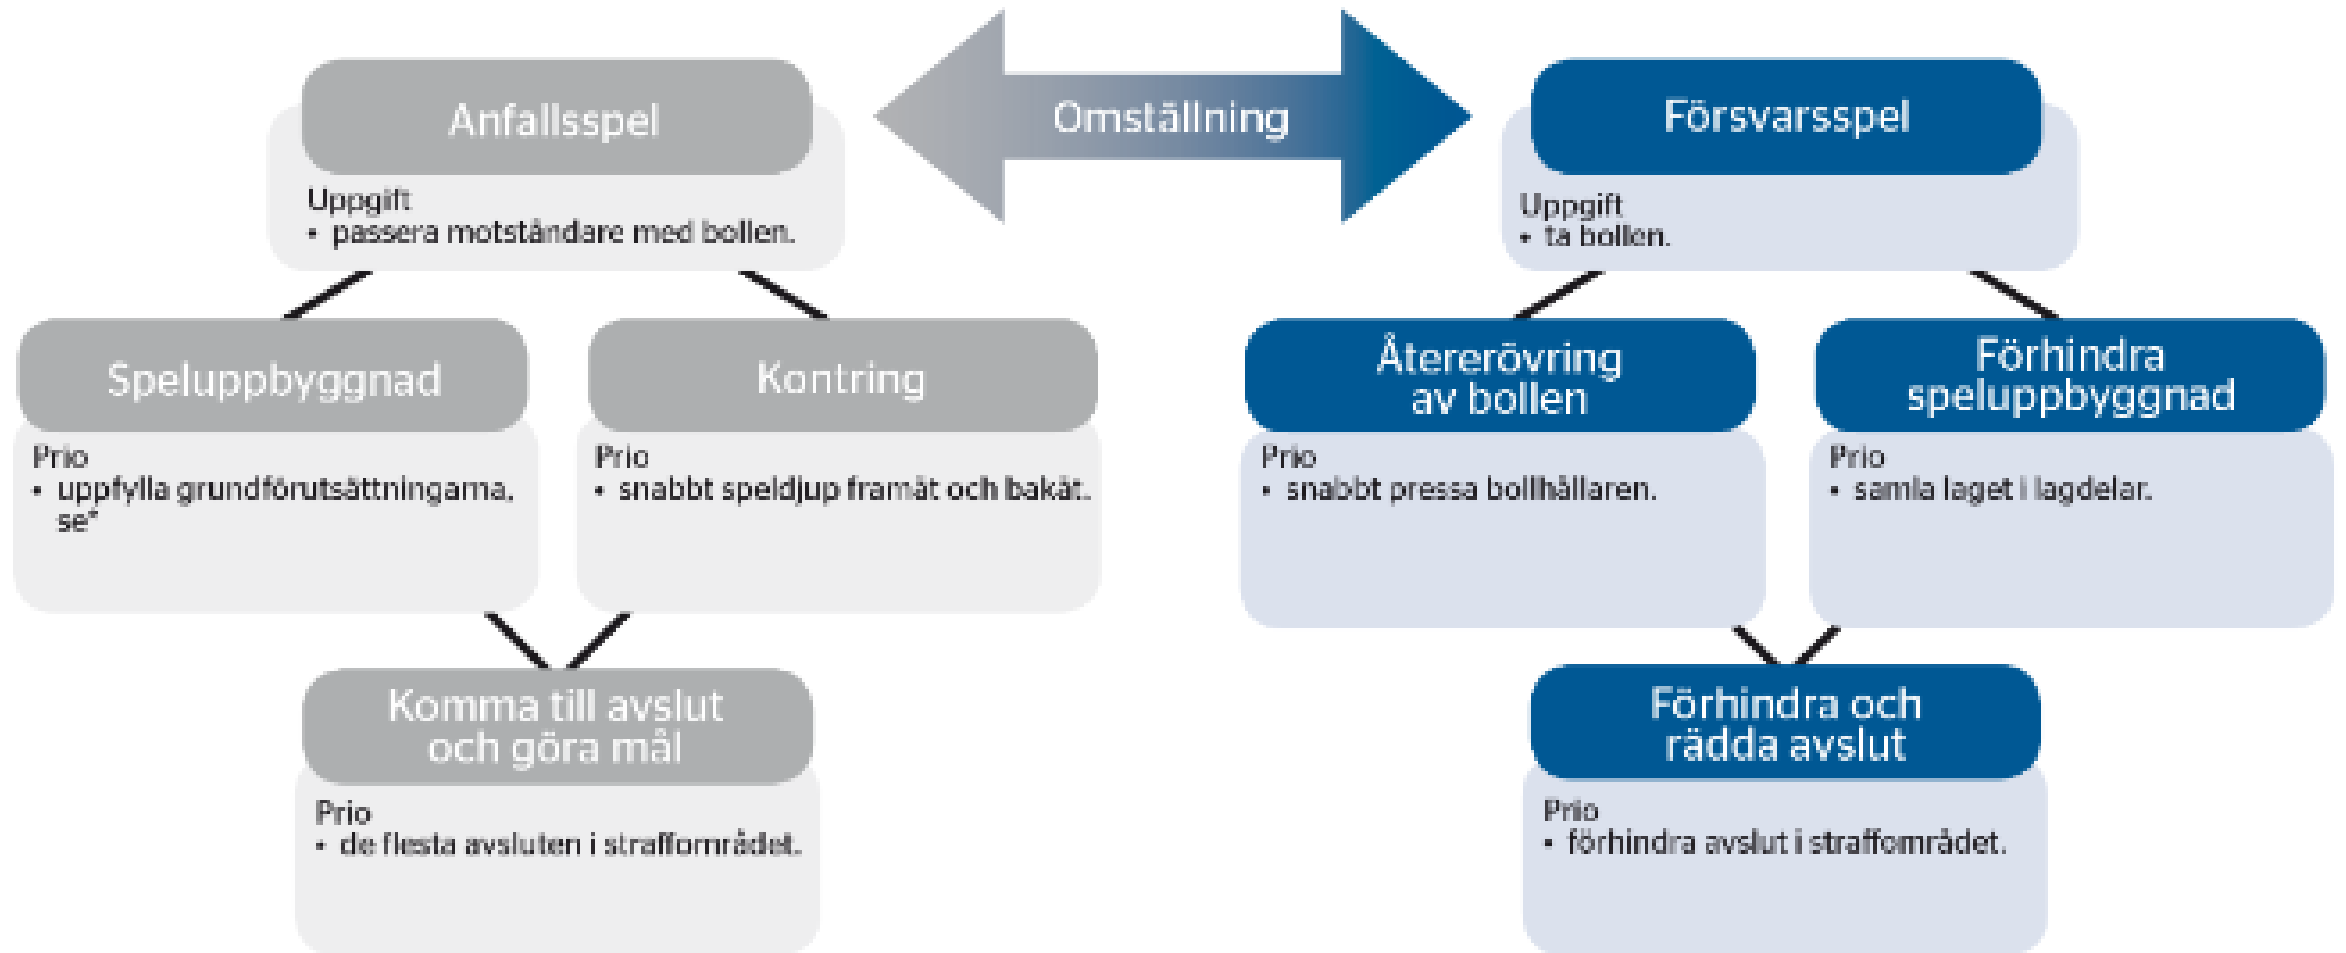 Anfallsspel
Uppgift
• passera motståndare med bollen.
Omställning
Försvarsspel
Uppgift
• ta bollen.
Speluppbyggnad
Prio
• uppfylla grundförutsättningarna,
se*
Kontring
Prio
• snabbt speldjup framåt och bakåt.
Återerövring
av bollen
Prio
• snabbt pressa bollhållaren.
Förhindra
speluppbyggnad
Prio
• samla laget i lagdelar.
Komma till avslut
och göra mål
Prio
• de flesta avsluten i straffområdet.
Förhindra och
rädda avslut
Prio
• förhindra avslut i straffområdet.